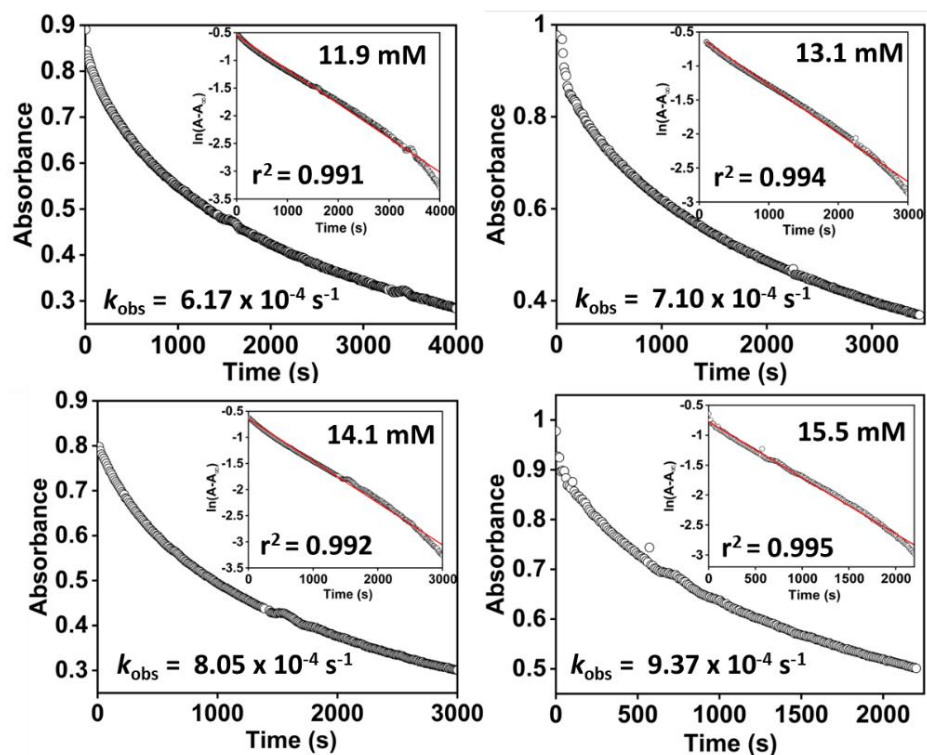 0.9
0.8
0.7
0.6
0.5
0.4
0.3
Absorbance
0 1000 2000 3000 4000
Time (s)
11.9 mM
-0.5
-1.0
-1.5
-2.0
-2.5
-3.0
-3.5
ln(A-A∞)
r² = 0.991
0 1000 2000 3000 4000
Time (s)
kobs = 6.17 x 10⁻⁴ s⁻¹
1
0.8
0.6
0.4
Absorbance
0 1000 2000 3000
Time (s)
13.1 mM
-0.5
-1
-1.5
-2
-2.5
-3
ln(A-A∞)
r² = 0.994
0 1000 2000 3000
Time (s)
kobs = 7.10 x 10⁻⁴ s⁻¹
0.9
0.8
0.7
0.6
0.5
0.4
0.3
Absorbance
0 1000 2000 3000
Time (s)
14.1 mM
-0.5
-1
-1.5
-2
-2.5
-3
-3.5
ln(A-A∞)
r² = 0.992
0 1000 2000 3000
Time (s)
kobs = 8.05 x 10⁻⁴ s⁻¹
1
0.9
0.8
0.7
0.6
0.5
Absorbance
0 500 1000 1500 2000
Time (s)
15.5 mM
-0.5
-1
-1.5
-2
-2.5
-3
ln(A-A∞)
r² = 0.995
0 500 1000 1500 2000
Time (s)
kobs = 9.37 x 10⁻⁴ s⁻¹